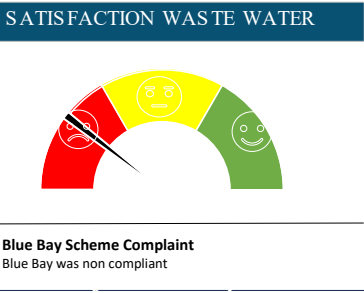 SATISFACTION WASTE WATER
Blue Bay Scheme Complaint
Blue Bay was non compliant